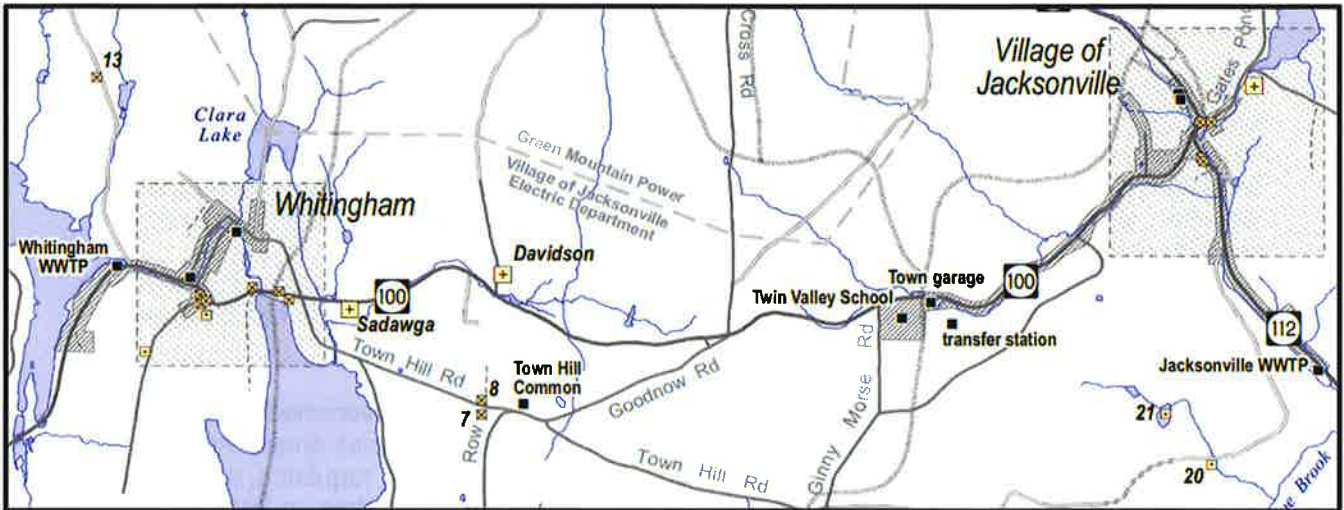 13
Clara
Lake
Whitingham
Whitingham
WWTP
Green Mountain Power
Village of Jacksonville
Electric Department
Davidson
100
Sadawga
Town Hill Rd
8
7
Row
Town Hill
Common
Goodnow Rd
Town Hill Rd
Cross Rd
Twin Valley School
Town garage
transfer station
Ginny Morse Rd
100
Village of
Jacksonville
Gates Pond
112
Jacksonville WWTP
21
20
Brook